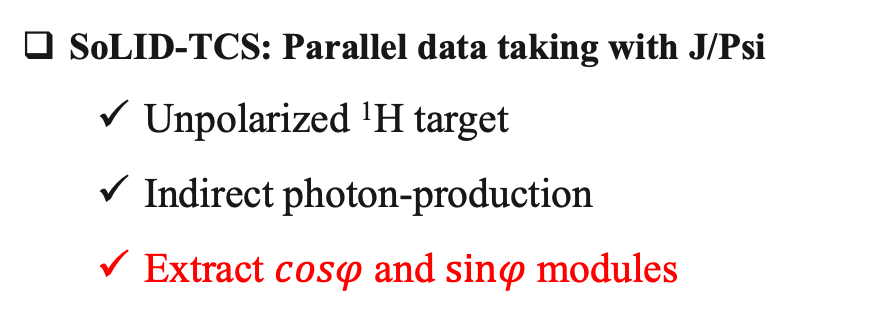 ❑ SoLID-TCS: Parallel data taking with J/Psi
✓ Unpolarized ¹H target
✓ Indirect photon-production
✓ Extract cosφ and sinφ modules